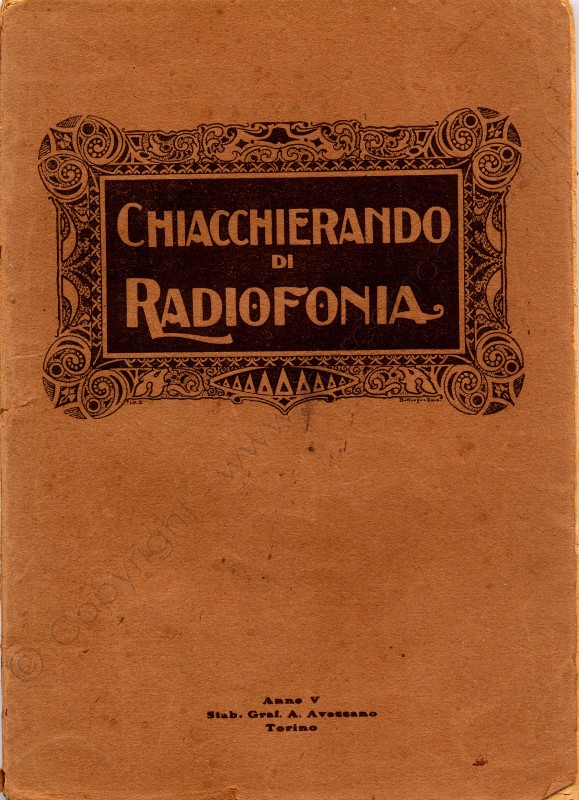 CHIACCHIERANDO
DI
RADIOFONIA
Anno V
Stab. Graf. A. Avezzano
Torino